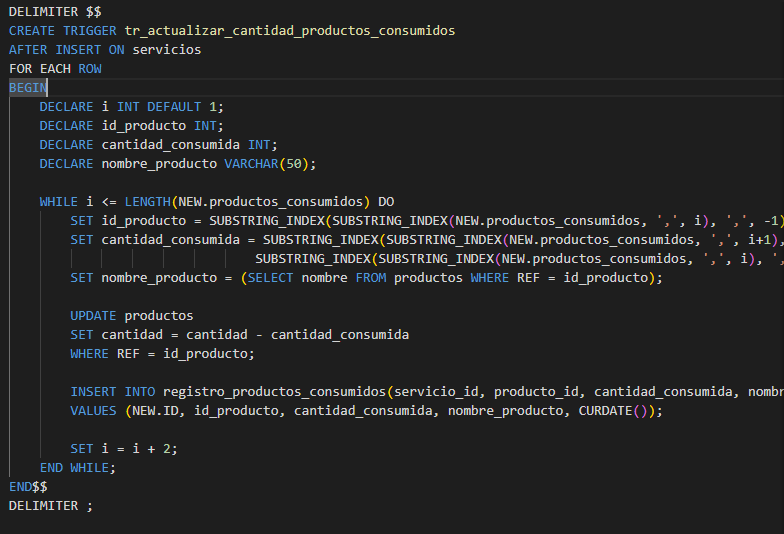 DELIMITER $$
CREATE TRIGGER tr_actualizar_cantidad_productos_consumidos
AFTER INSERT ON servicios
FOR EACH ROW
BEGIN
    DECLARE i INT DEFAULT 1;
    DECLARE id_producto INT;
    DECLARE cantidad_consumida INT;
    DECLARE nombre_producto VARCHAR(50);

    WHILE i <= LENGTH(NEW.productos_consumidos) DO
        SET id_producto = SUBSTRING_INDEX(SUBSTRING_INDEX(NEW.productos_consumidos, ',', i), ',', -1)
        SET cantidad_consumida = SUBSTRING_INDEX(SUBSTRING_INDEX(NEW.productos_consumidos, ',', i+1),
                                SUBSTRING_INDEX(SUBSTRING_INDEX(NEW.productos_consumidos, ',', i), ',
        SET nombre_producto = (SELECT nombre FROM productos WHERE REF = id_producto);

        UPDATE productos
        SET cantidad = cantidad - cantidad_consumida
        WHERE REF = id_producto;

        INSERT INTO registro_productos_consumidos(servicio_id, producto_id, cantidad_consumida, nombr
        VALUES (NEW.ID, id_producto, cantidad_consumida, nombre_producto, CURDATE());

        SET i = i + 2;
    END WHILE;
END$$
DELIMITER ;